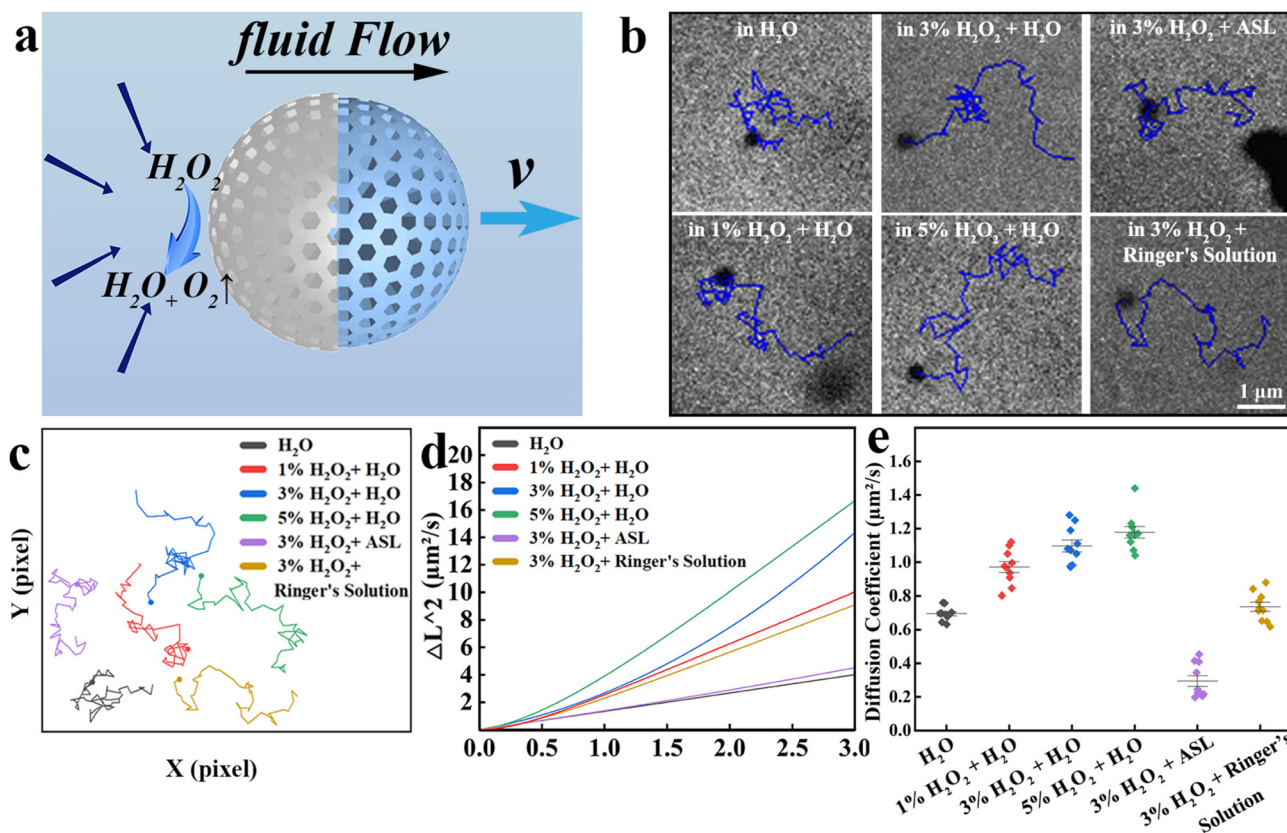 a
fluid Flow
H₂O₂
H₂O + O₂↑
v
b
in H₂O
in 3% H₂O₂ + H₂O
in 3% H₂O₂ + ASL
in 1% H₂O₂ + H₂O
in 5% H₂O₂ + H₂O
in 3% H₂O₂ +
Ringer's Solution
1 µm
c
H₂O
1% H₂O₂+ H₂O
3% H₂O₂+ H₂O
5% H₂O₂+ H₂O
3% H₂O₂+ ASL
3% H₂O₂+
Ringer's Solution
Y (pixel)
X (pixel)
d
H₂O
1% H₂O₂+ H₂O
3% H₂O₂+ H₂O
5% H₂O₂+ H₂O
3% H₂O₂+ ASL
3% H₂O₂+ Ringer's Solution
△L^2 (µm²/s)
20
18
16
14
12
10
8
6
4
2
0.0 0.5 1.0 1.5 2.0 2.5 3.0
e
Diffusion Coefficient (µm²/s)
1.6
1.4
1.2
1.0
0.8
0.6
0.4
0.2
0.0
H₂O
1% H₂O₂ + H₂O
3% H₂O₂ + H₂O
5% H₂O₂ + H₂O
3% H₂O₂ + ASL
3% H₂O₂ + Ringer's
Solution